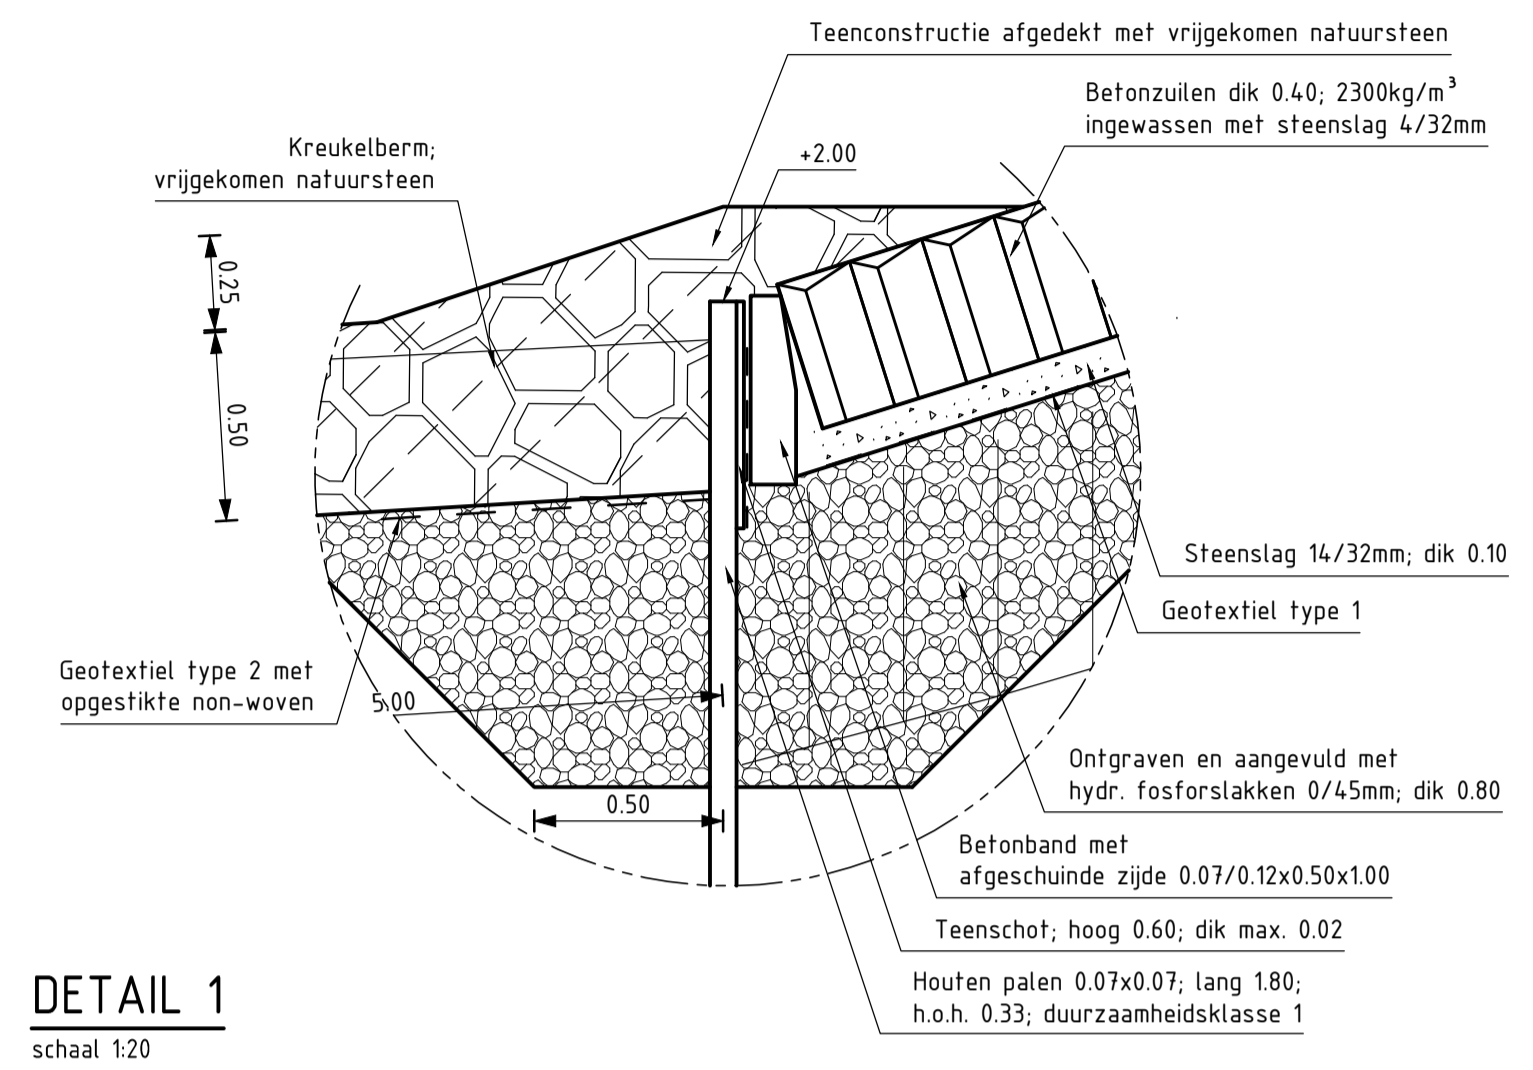 Teenconstructie afgedekt met vrijgekomen natuursteen
Betonzuilen dik 0.40; 2300kg/m³
ingewassen met steenslag 4/32mm
Kreukelberm;
vrijgekomen natuursteen
+2.00
0.25
0.50
Steenslag 14/32mm; dik 0.10
Geotextiel type 1
Geotextiel type 2 met
opgestikte non-woven
5.00
Ontgraven en aangevuld met
hydr. fosforslakken 0/45mm; dik 0.80
0.50
Betonband met
afgeschuinde zijde 0.07/0.12x0.50x1.00
Teenschot; hoog 0.60; dik max. 0.02
Houten palen 0.07x0.07; lang 1.80;
h.o.h. 0.33; duurzaamheidsklasse 1
DETAIL 1
schaal 1:20